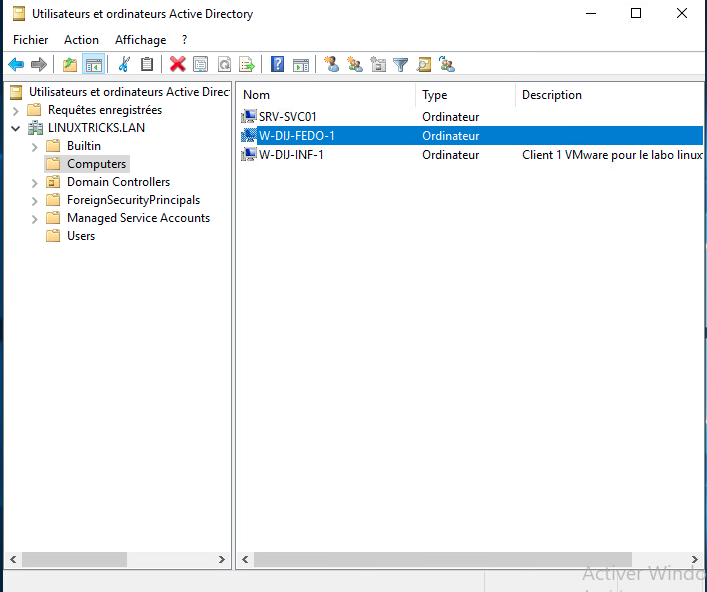 Utilisateurs et ordinateurs Active Directory
Fichier Action Affichage ?
Utilisateurs et ordinateurs Active Direc
Requêtes enregistrées
LINUXTRICKS.LAN
Builtin
Computers
Domain Controllers
ForeignSecurityPrincipals
Managed Service Accounts
Users
Nom Type Description
SRV-SVC01 Ordinateur
W-DIJ-FEDO-1 Ordinateur
W-DIJ-INF-1 Ordinateur Client 1 VMware pour le labo linux
Activer Windo